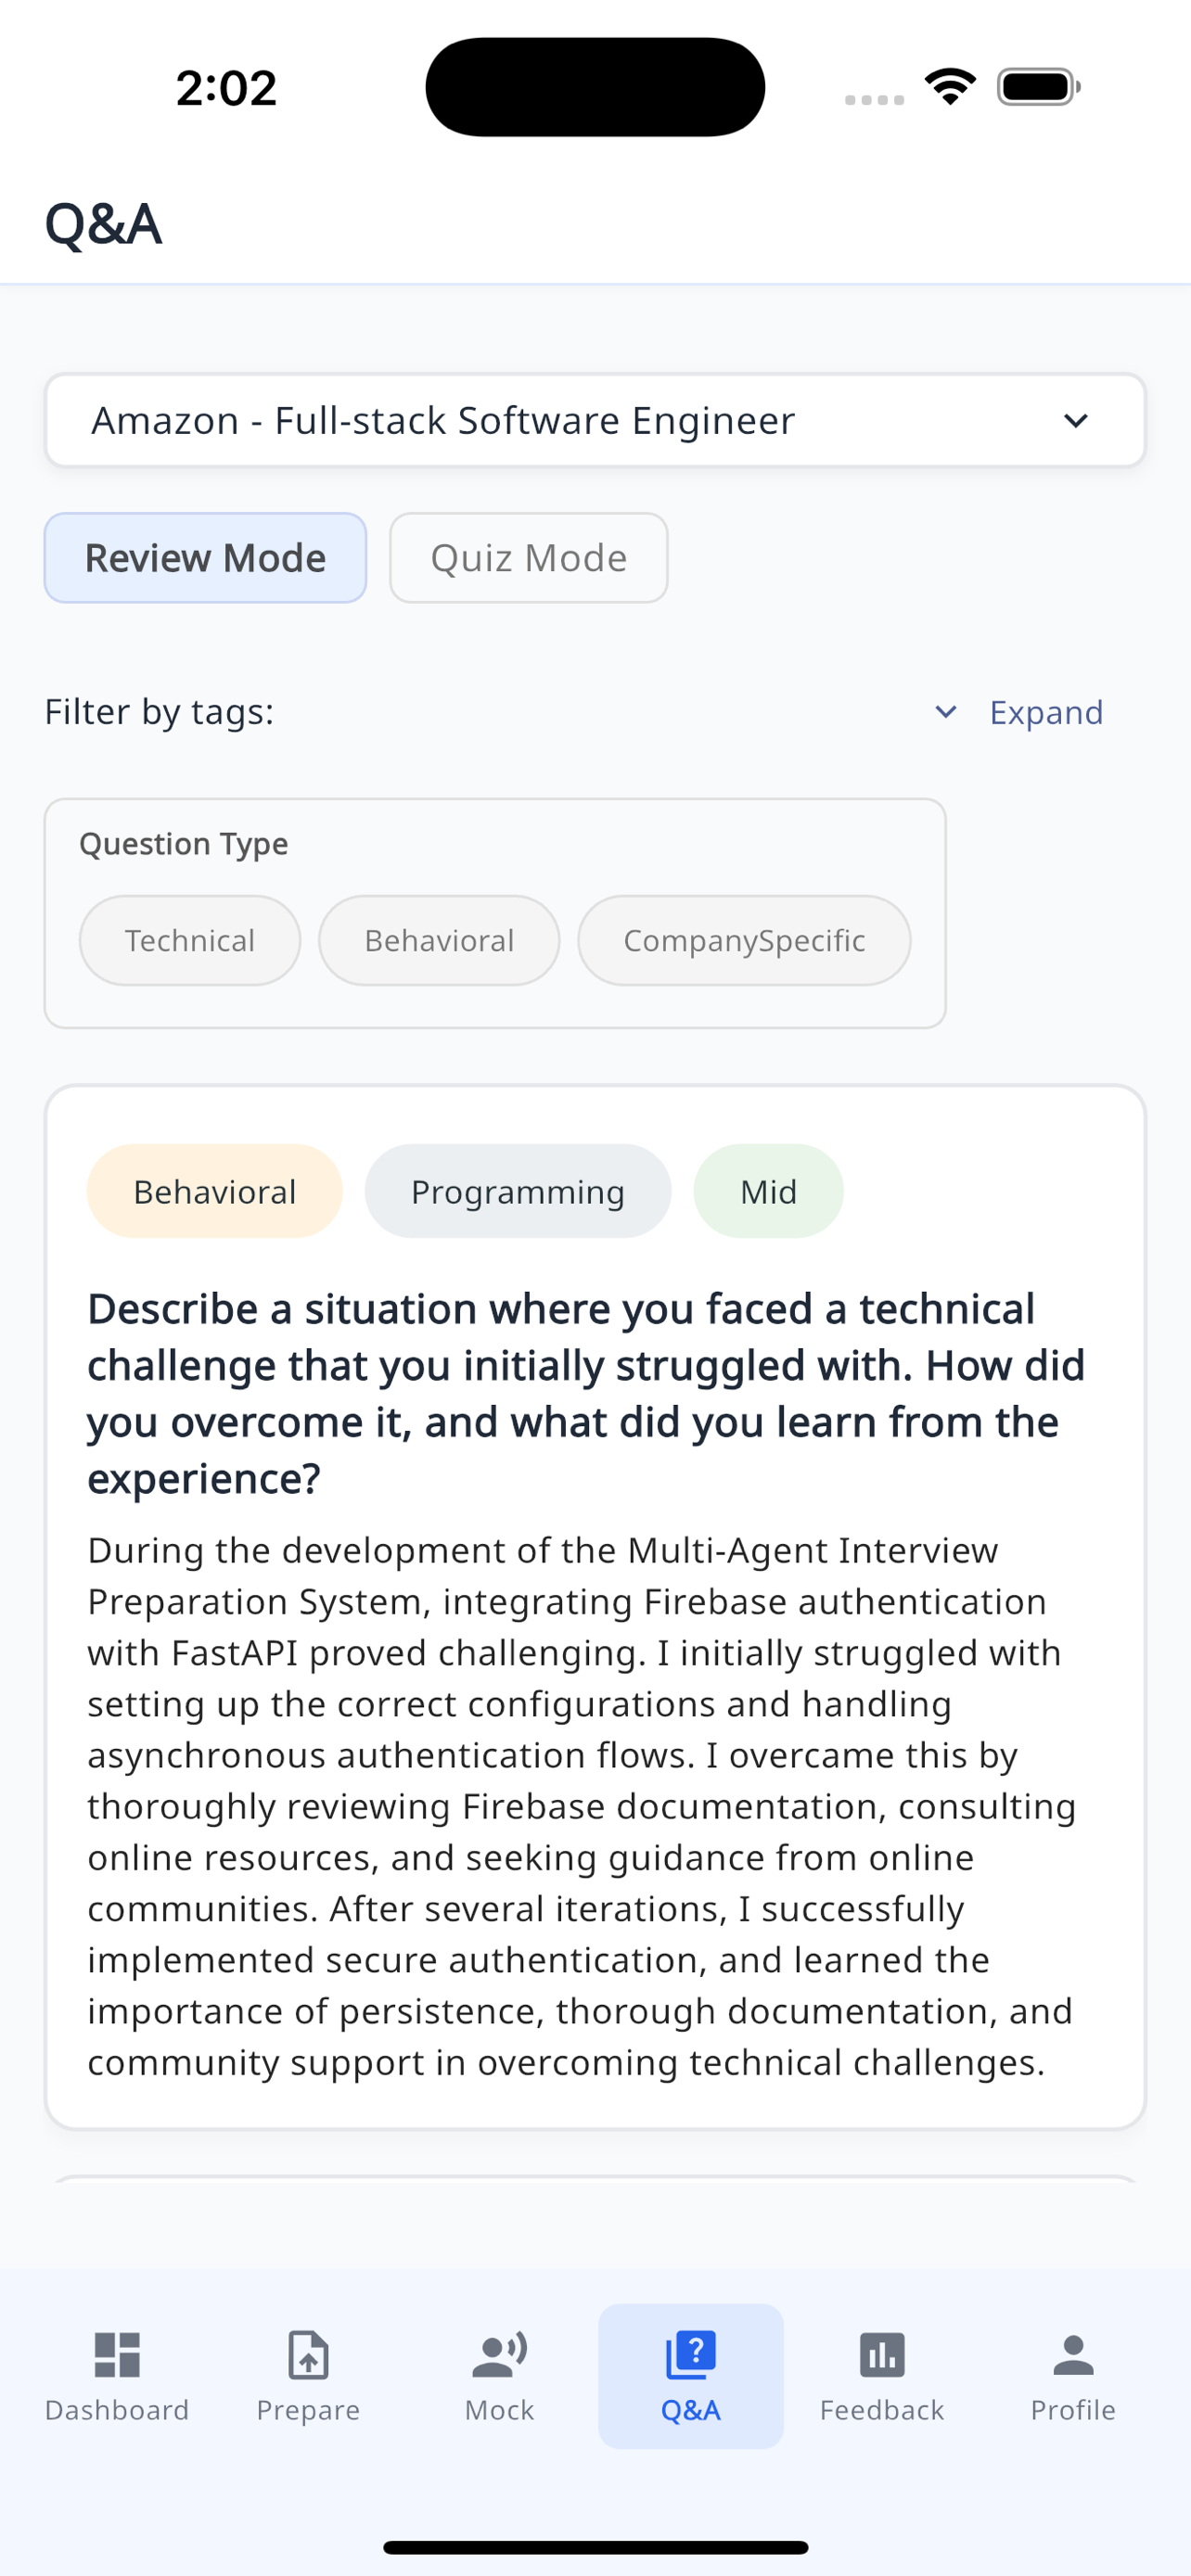 2:02
Q&A
Amazon - Full-stack Software Engineer
Review Mode
Quiz Mode
Filter by tags:
Expand
Question Type
Technical
Behavioral
CompanySpecific
Behavioral
Programming
Mid
Describe a situation where you faced a technical
challenge that you initially struggled with. How did
you overcome it, and what did you learn from the
experience?
During the development of the Multi-Agent Interview
Preparation System, integrating Firebase authentication
with FastAPI proved challenging. I initially struggled with
setting up the correct configurations and handling
asynchronous authentication flows. I overcame this by
thoroughly reviewing Firebase documentation, consulting
online resources, and seeking guidance from online
communities. After several iterations, I successfully
implemented secure authentication, and learned the
importance of persistence, thorough documentation, and
community support in overcoming technical challenges.
Dashboard
Prepare
Mock
Q&A
Feedback
Profile